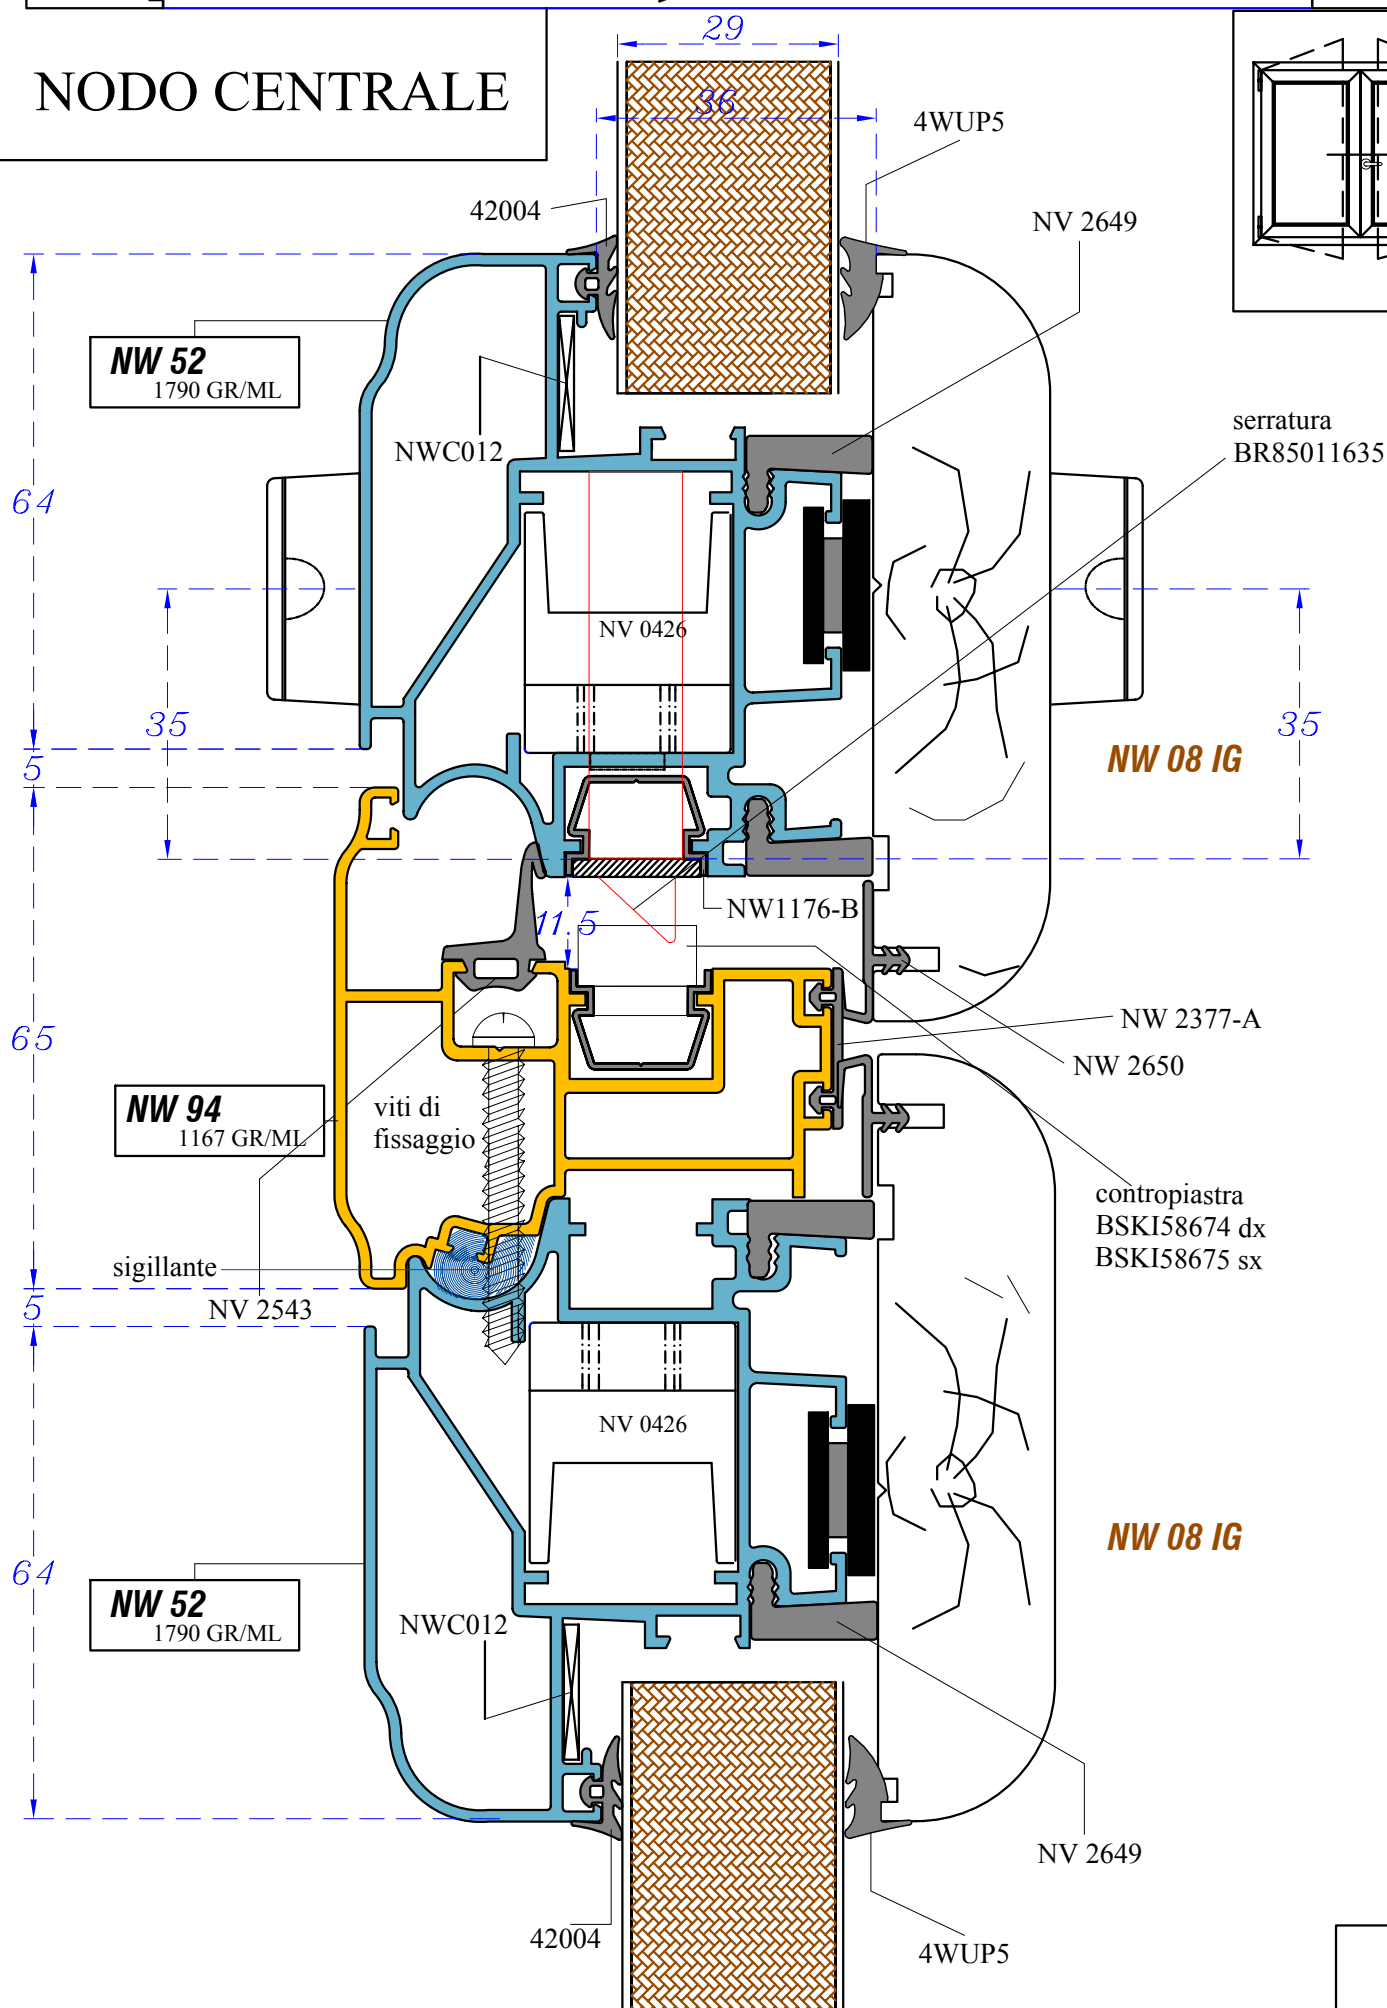 29
NODO CENTRALE
36
4WUP5
42004
NV 2649
NW 52
1790 GR/ML
serratura
BR85011635
NWC012
64
NV 0426
35
35
5
NW 08 IG
NW1176-B
11.5
NW 2377-A
65
NW 2650
NW 94
1167 GR/ML
viti di
fissaggio
contropiastra
BSKI58674 dx
BSKI58675 sx
sigillante
5
NV 2543
NV 0426
NW 08 IG
64
NW 52
1790 GR/ML
NWC012
NV 2649
42004
4WUP5